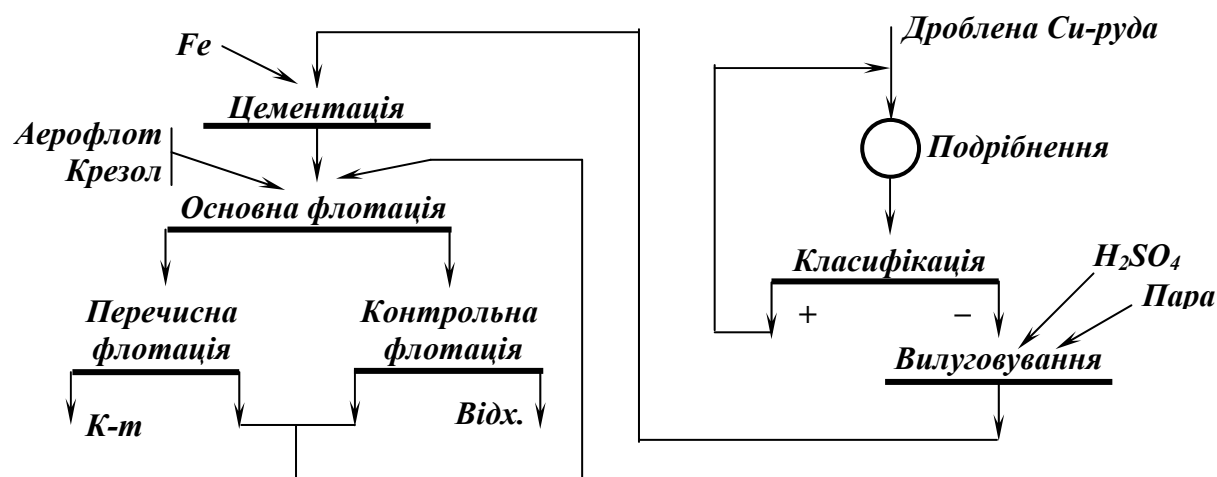 Дроблена Cu-руда
Fe
Цементація
Аерофлот
Крезол
Подрібнення
Основна флотація
Класифікація
H₂SO₄
Пара
+
–
Перечисна
флотація
Контрольна
флотація
Вилуговування
К-т
Відх.